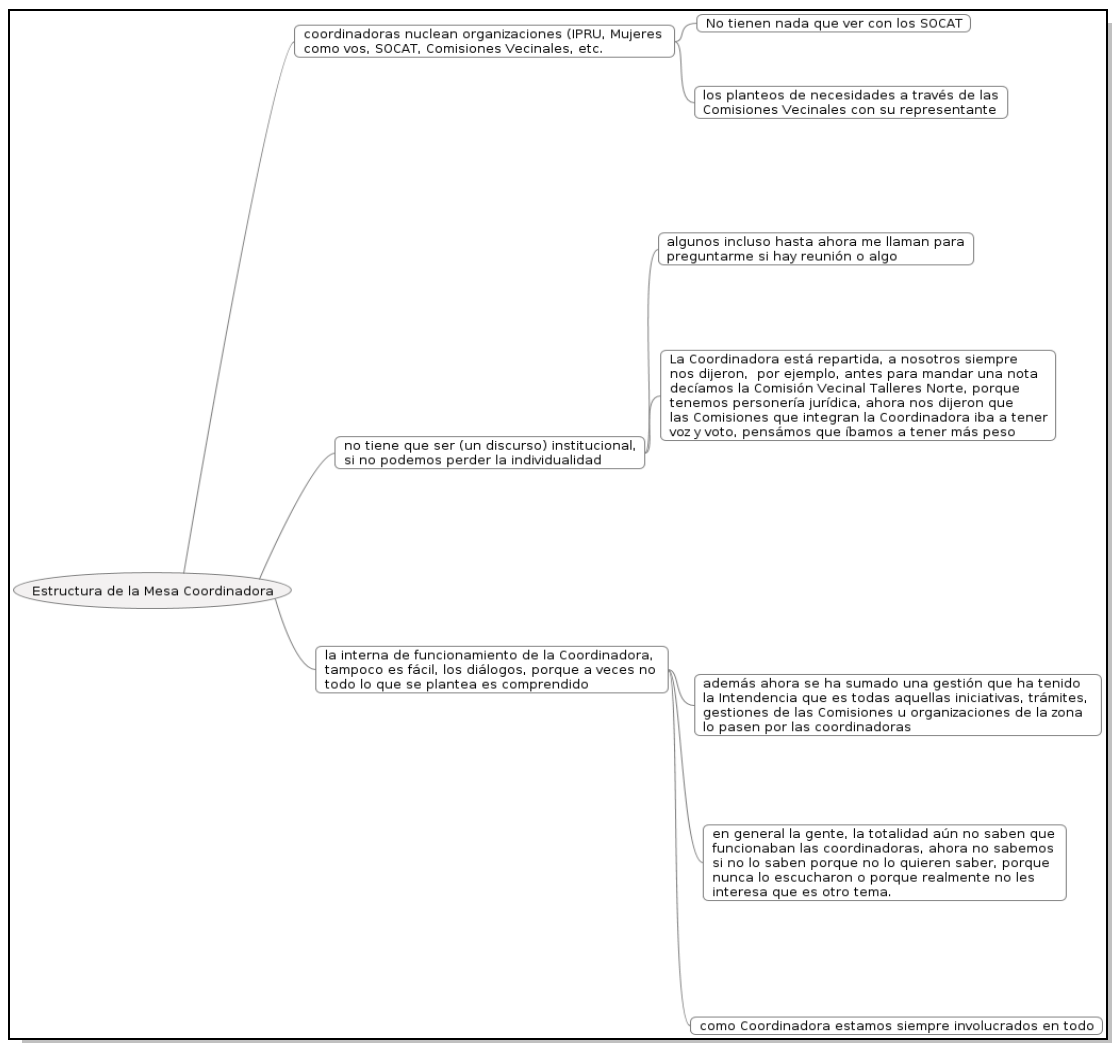 coordinadoras nuclean organizaciones (IPRU, Mujeres
como vos, SOCAT, Comisiones Vecinales, etc.
No tienen nada que ver con los SOCAT
los planteos de necesidades a través de las
Comisiones Vecinales con su representante
algunos incluso hasta ahora me llaman para
preguntarme si hay reunión o algo
La Coordinadora está repartida, a nosotros siempre
nos dijeron,  por ejemplo, antes para mandar una nota
decíamos la Comisión Vecinal Talleres Norte, porque
tenemos personería jurídica, ahora nos dijeron que
las Comisiones que integran la Coordinadora iba a tener
voz y voto, pensámos que íbamos a tener más peso
no tiene que ser (un discurso) institucional,
si no podemos perder la individualidad
Estructura de la Mesa Coordinadora
la interna de funcionamiento de la Coordinadora,
tampoco es fácil, los diálogos, porque a veces no
todo lo que se plantea es comprendido
además ahora se ha sumado una gestión que ha tenido
la Intendencia que es todas aquellas iniciativas, trámites,
gestiones de las Comisiones u organizaciones de la zona
lo pasen por las coordinadoras
en general la gente, la totalidad aún no saben que
funcionaban las coordinadoras, ahora no sabemos
si no lo saben porque no lo quieren saber, porque
nunca lo escucharon o porque realmente no les
interesa que es otro tema.
como Coordinadora estamos siempre involucrados en todo